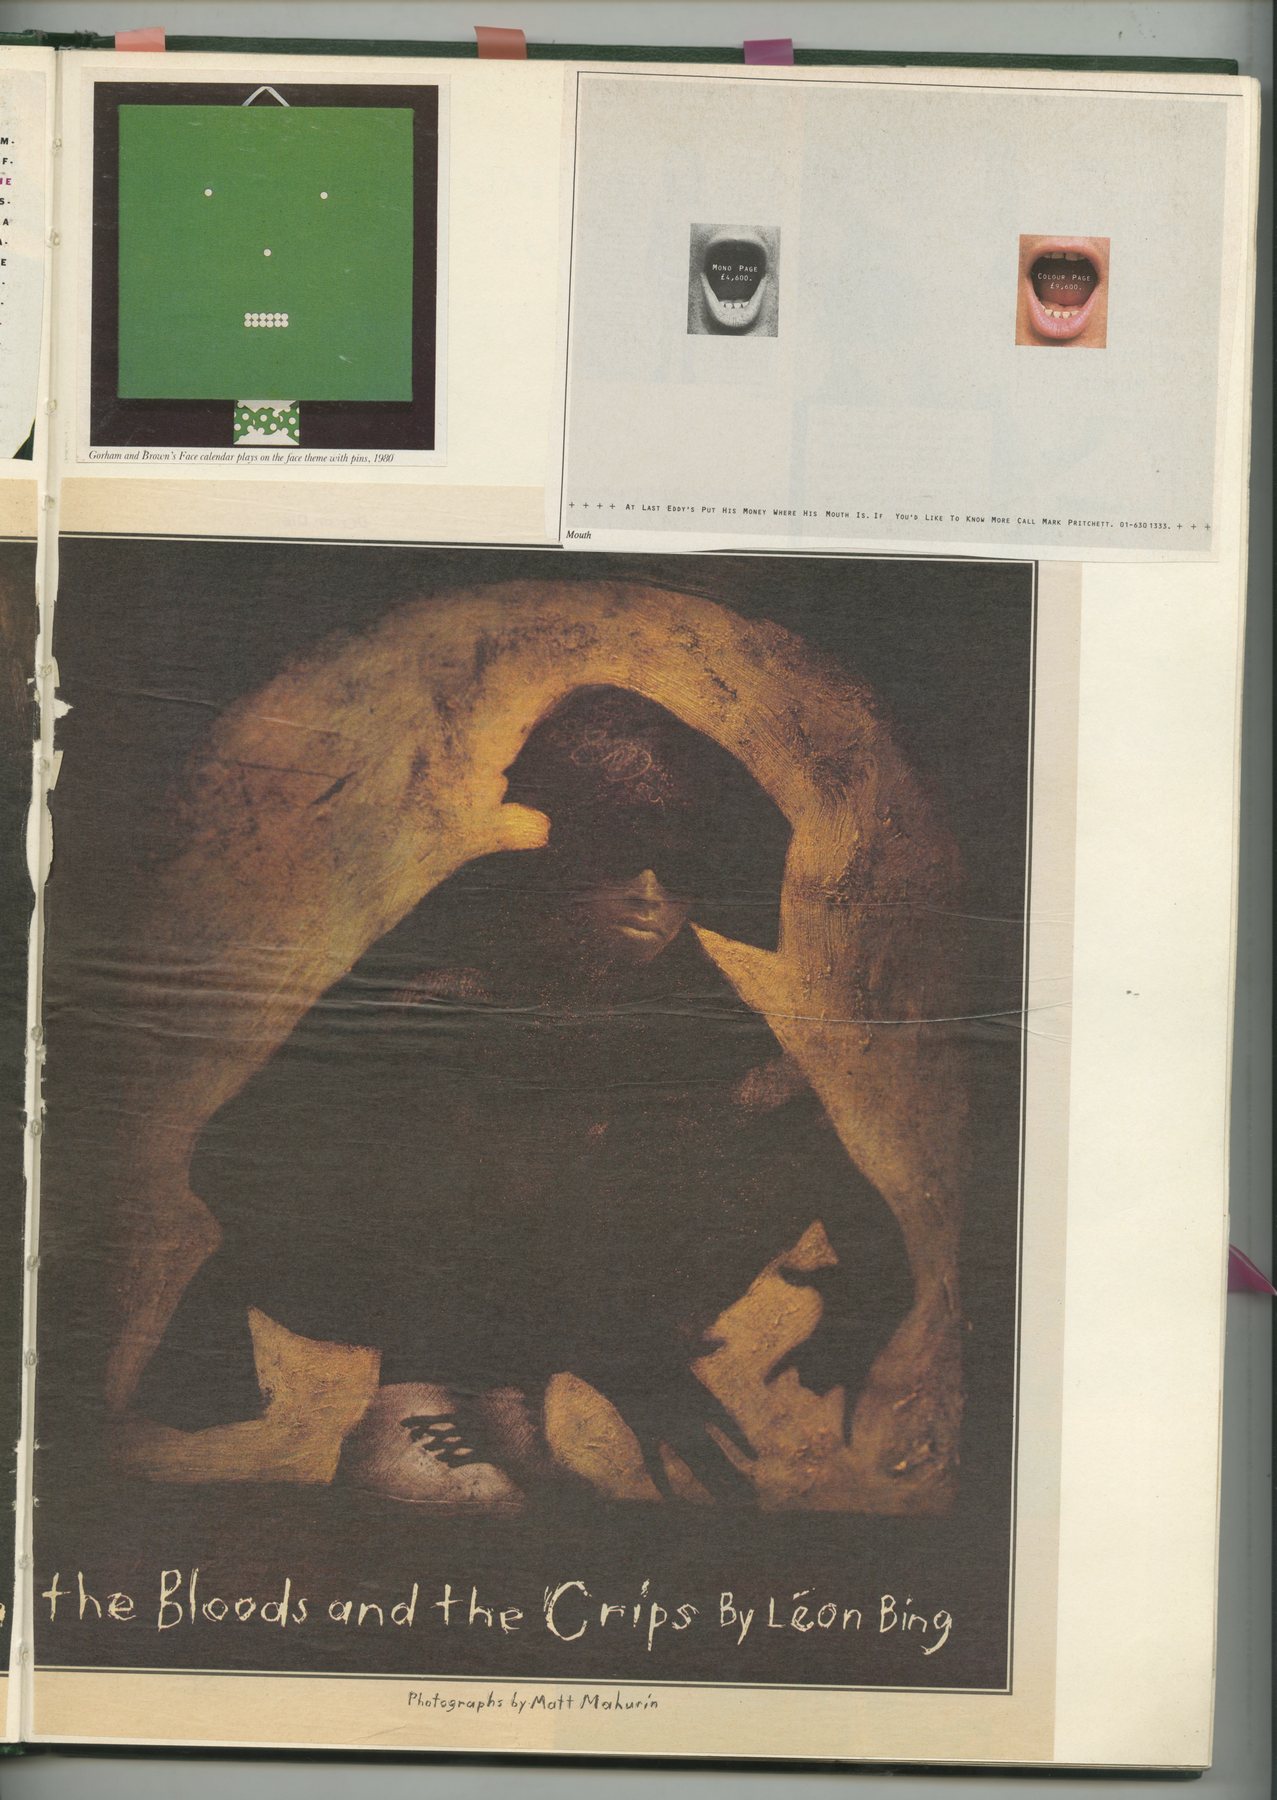 M-
F-
HE
S-
A
A-
E
Gorham and Brown's Face calendar plays on the face theme with pins, 1980
MONO PAGE
£4,600.
COLOUR PAGE
£9,600.
+ + + + AT LAST EDDY'S PUT HIS MONEY WHERE HIS MOUTH IS. IF YOU'D LIKE TO KNOW MORE CALL MARK PRITCHETT. 01-630 1333. + + +
Mouth
the Bloods and the Crips By Léon Bing
Photographs by Matt Mahurin